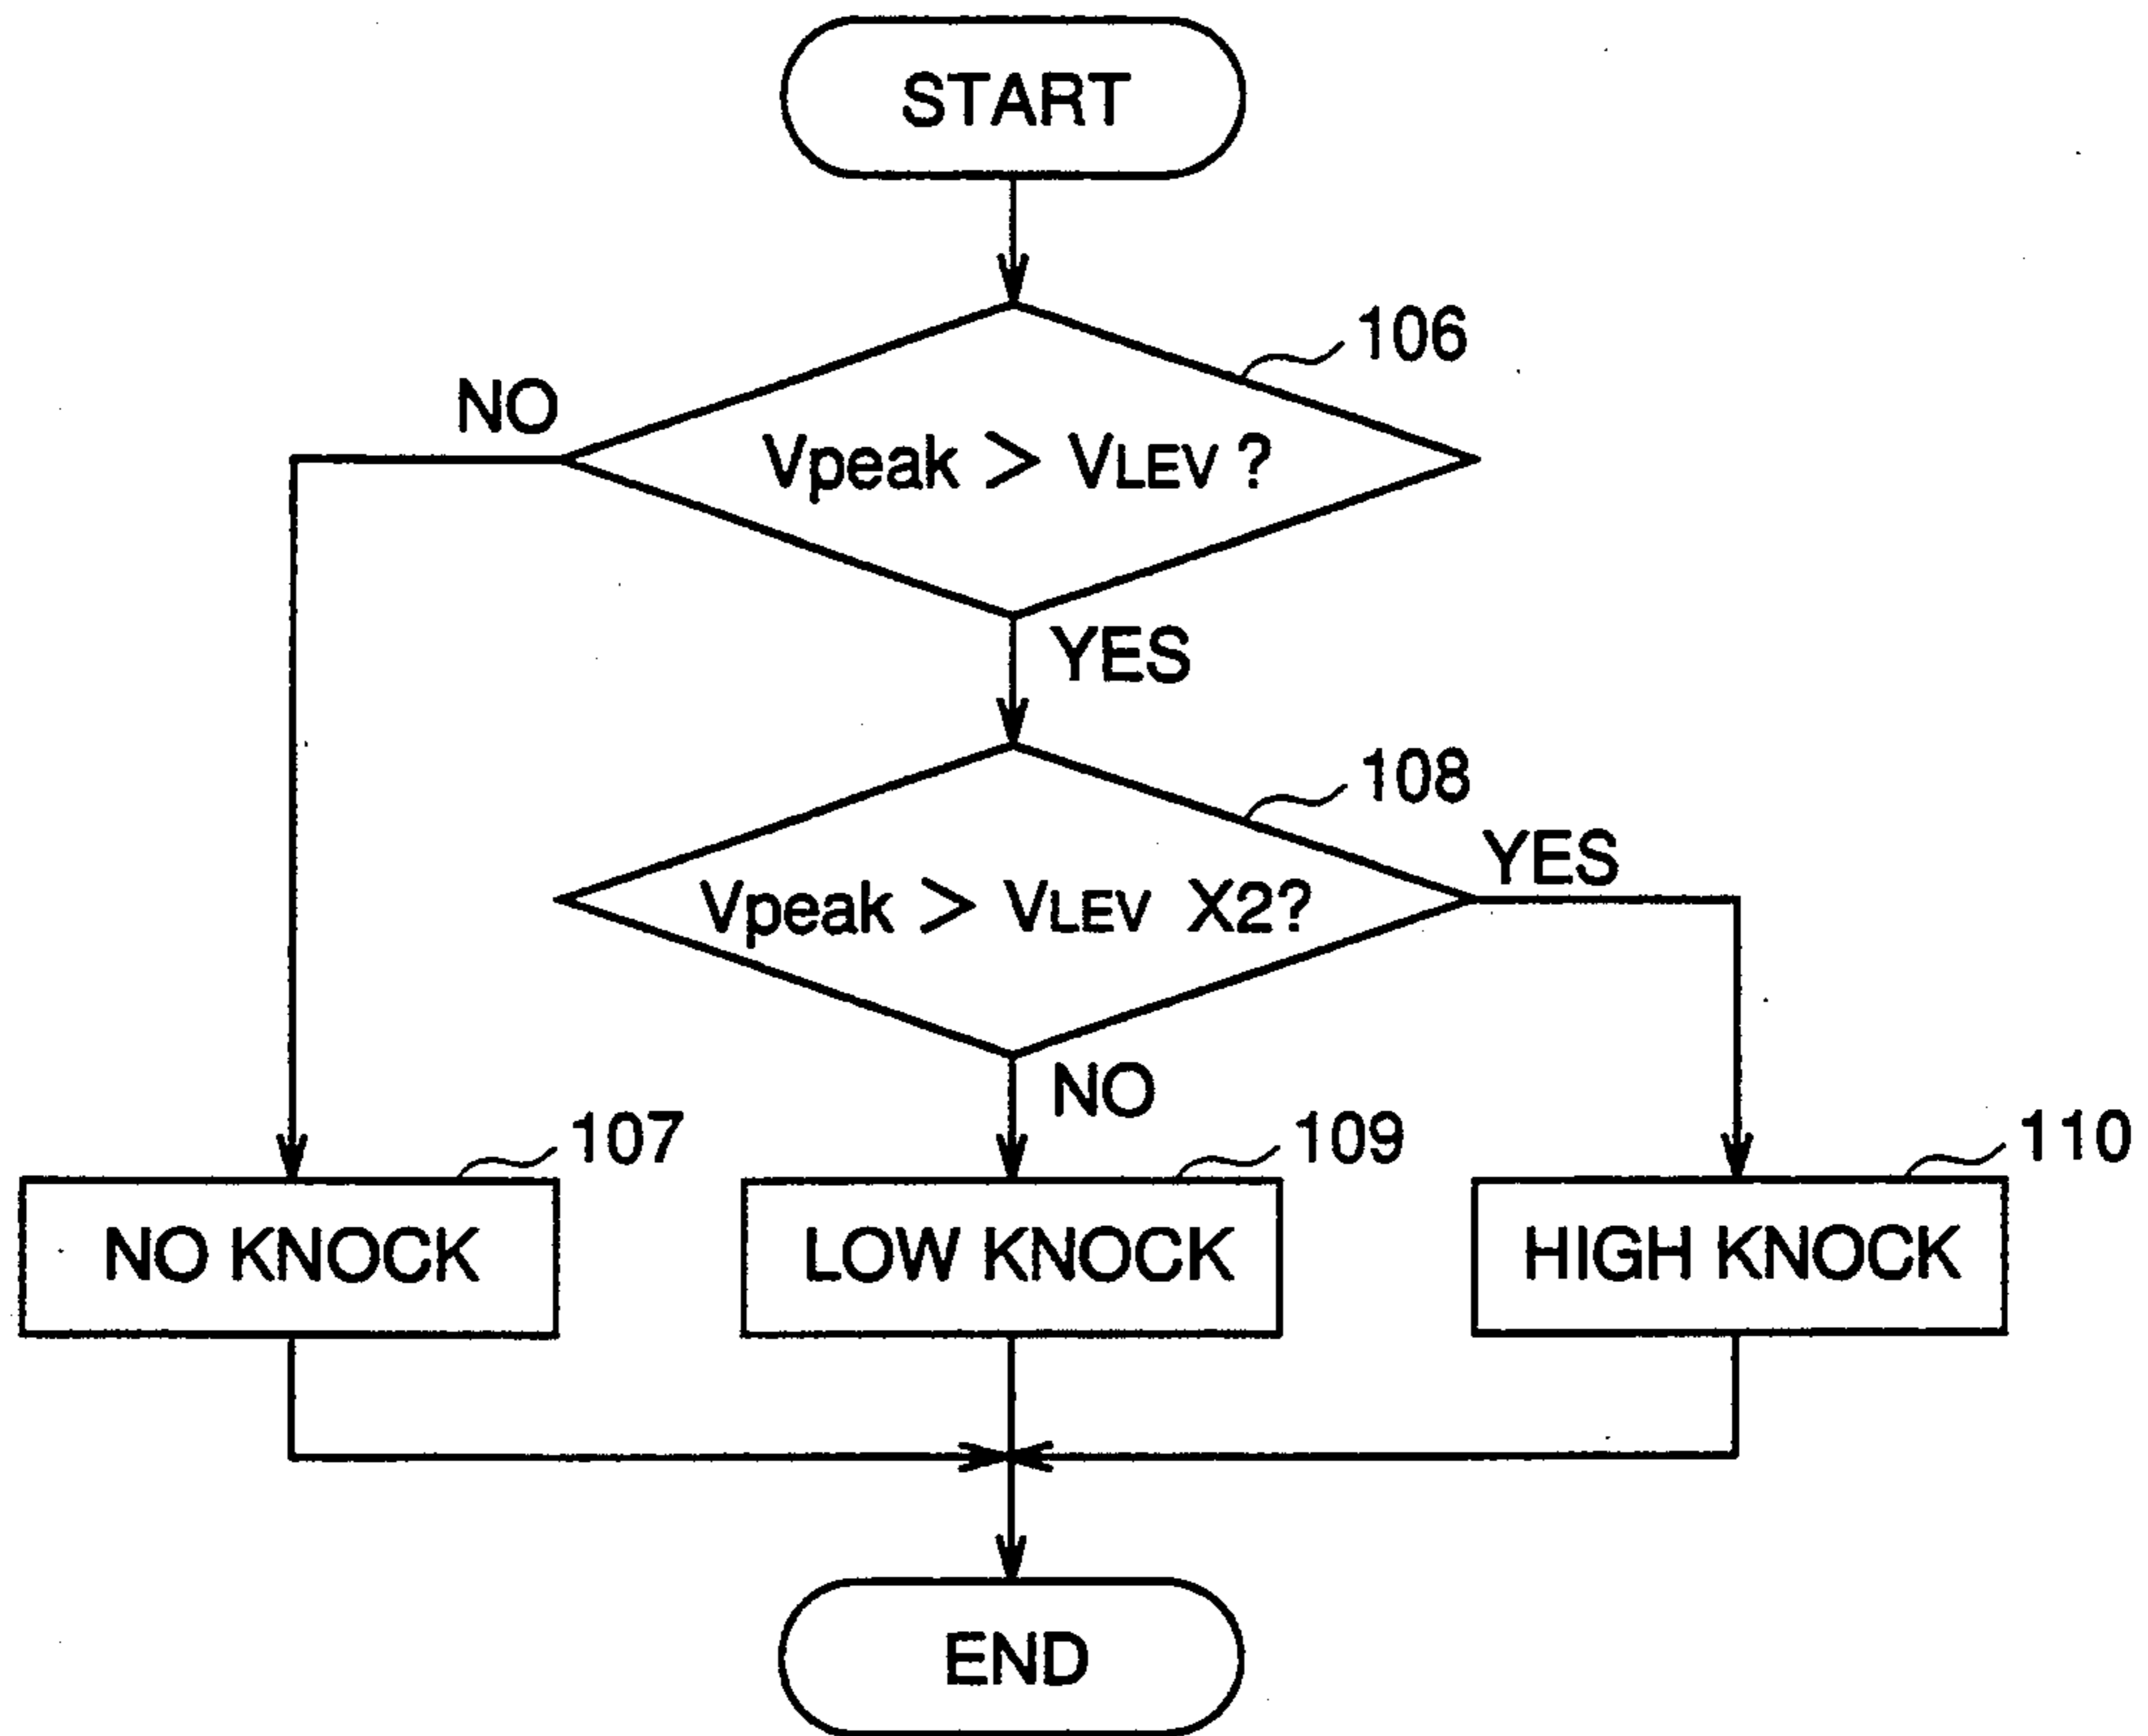 START
106
NO
Vpeak > VLEV ?
YES
108
YES
Vpeak > VLEV X2?
NO
107
109
110
NO KNOCK
LOW KNOCK
HIGH KNOCK
END